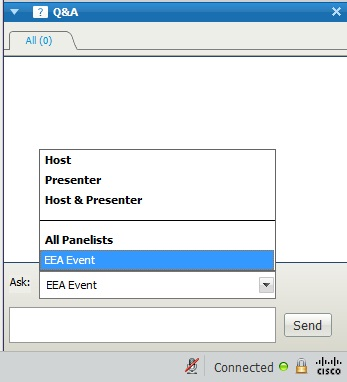 ? Q&A
All (0)
Host
Presenter
Host & Presenter
All Panelists
EEA Event
Ask: EEA Event
Send
Connected
CISCO